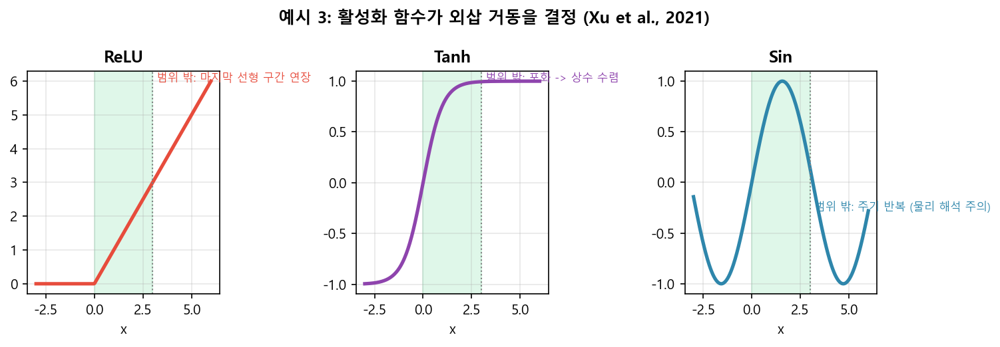 예시 3: 활성화 함수가 외삽 거동을 결정 (Xu et al., 2021)
ReLU
범위 밖: 마지막 선형 구간 연장
6
5
4
3
2
1
0
-2.5 0.0 2.5 5.0
x
Tanh
범위 밖: 포화 -> 상수 수렴
1.0
0.5
0.0
-0.5
-1.0
-2.5 0.0 2.5 5.0
x
Sin
1.0
0.5
0.0
범위 밖: 주기 반복 (물리 해석 주의)
-0.5
-1.0
-2.5 0.0 2.5 5.0
x